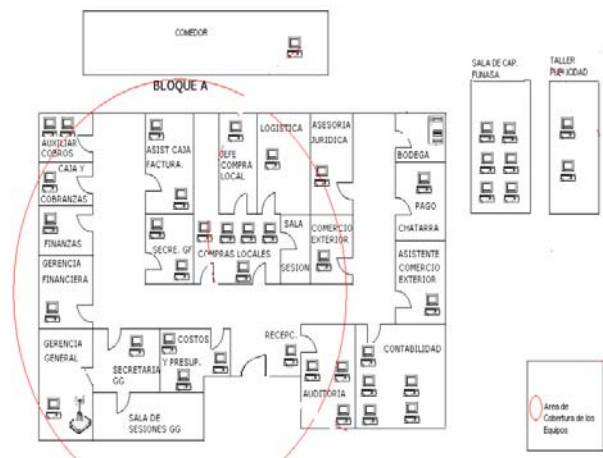 COMEDOR
BLOQUE A
SALA DE CAP.
FUNASA
TALLER
PUBLICIDAD
AUXILIAR
COBROS
ASIST CAJA
FACTURA.
JEFE
COMPRA
LOCAL
LOGISTICA
ASESORIA
JURIDICA
BODEGA
CAJA Y
COBRANZAS
PAGO
CHATARRA
FINANZAS
SECRE. GF
COMPRAS LOCALES
SALA
SESION
COMERCIO
EXTERIOR
ASISTENTE
COMERCIO
EXTERIOR
GERENCIA
FINANCIERA
GERENCIA
GENERAL
SECRETARIA
GG
COSTOS
Y PRESUP.
RECEPC.
AUDITORIA
CONTABILIDAD
SALA DE
SESIONES GG
Area de
Cobertura de los
Equipos